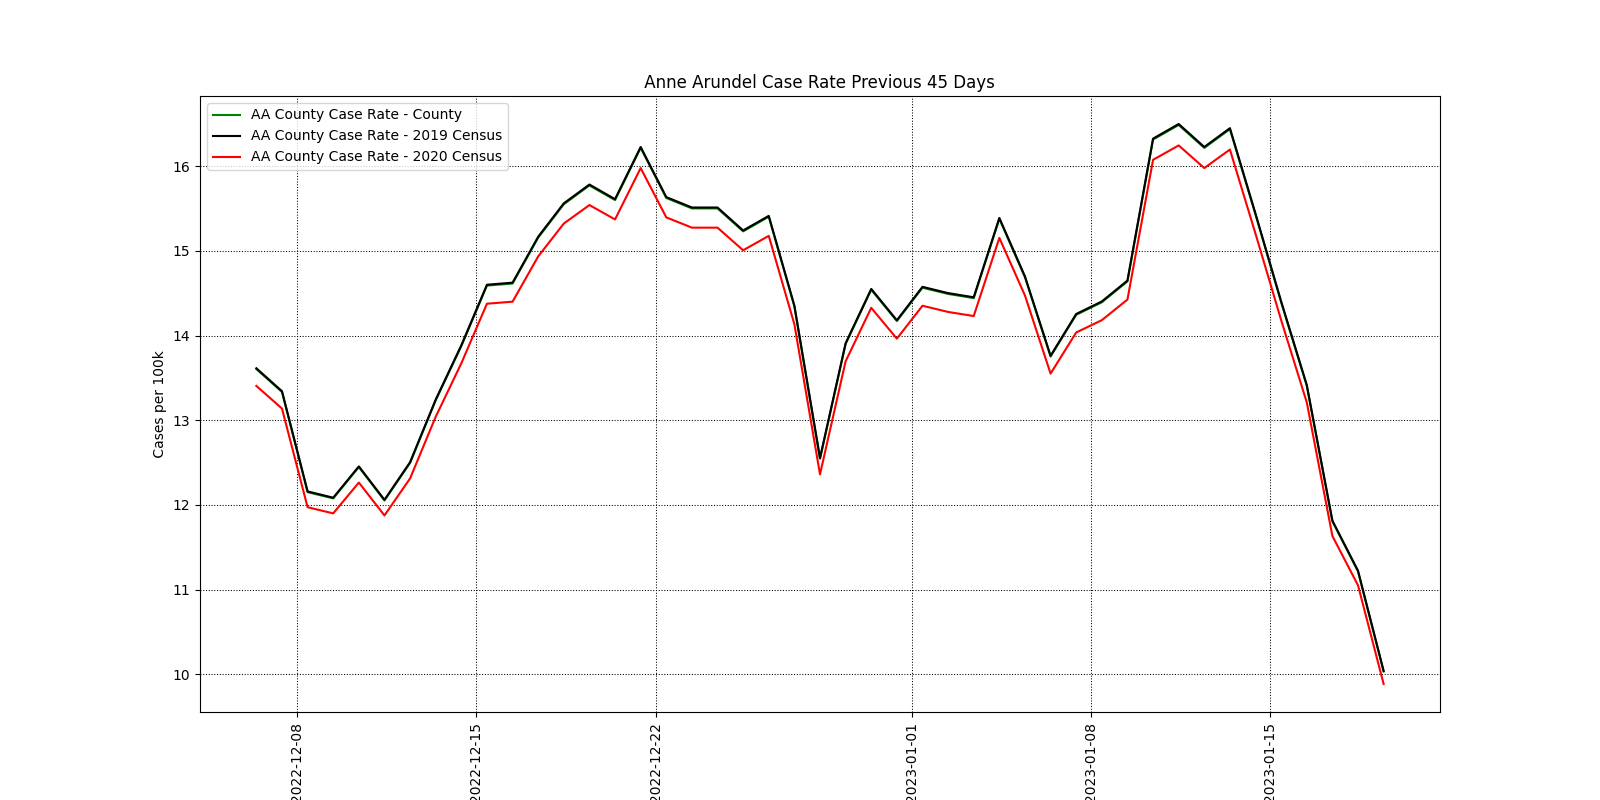 Anne Arundel Case Rate Previous 45 Days
AA County Case Rate - County
AA County Case Rate - 2019 Census
AA County Case Rate - 2020 Census
Cases per 100k
16
15
14
13
12
11
10
2022-12-08
2022-12-15
2022-12-22
2023-01-01
2023-01-08
2023-01-15